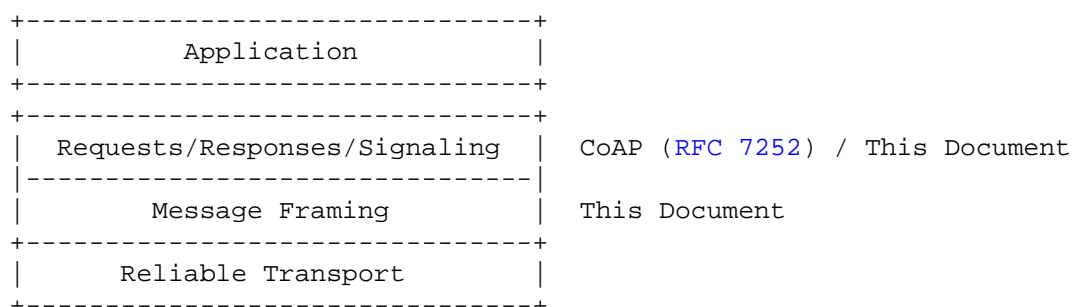 Application
Requests/Responses/Signaling CoAP (RFC 7252) / This Document
Message Framing This Document
Reliable Transport